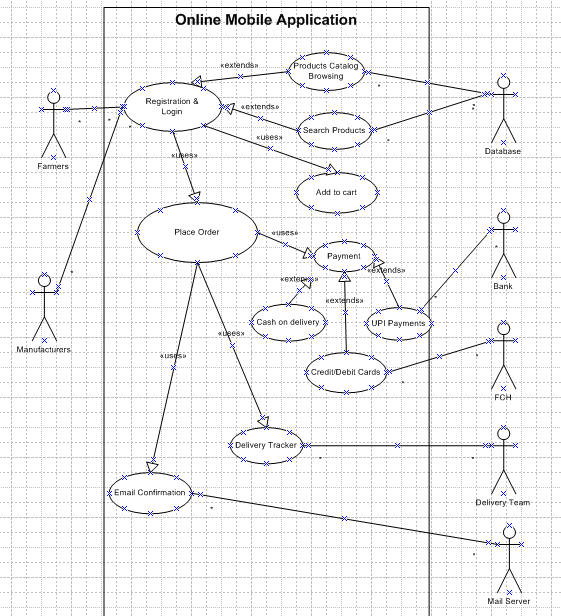 Online Mobile Application
«extends»
Products Catalog
Browsing
Registration &
Login
«extends»
Search Products
«uses»
«uses»
Farmers
Database
Add to cart
Place Order
«uses»
Payment
«extends»
«extends»
Bank
«extends»
Cash on delivery
UPI Payments
Manufacturers
«uses»
«uses»
Credit/Debit Cards
FCH
Delivery Tracker
Email Confirmation
Delivery Team
Mail Server